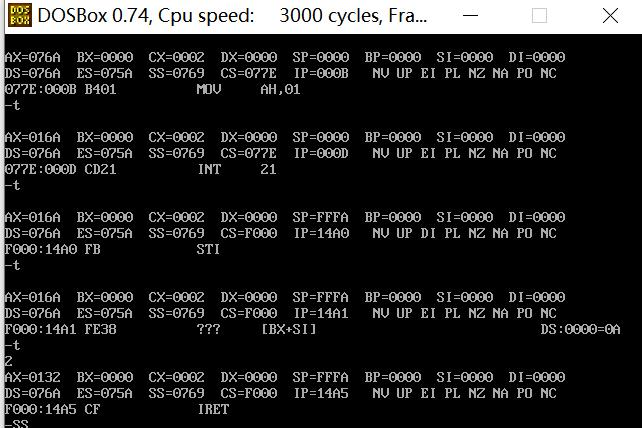 DOS BOX DOSBox 0.74, Cpu speed: 3000 cycles, Fra...
AX=076A BX=0000 CX=0002 DX=0000 SP=0000 BP=0000 SI=0000 DI=0000
DS=076A ES=075A SS=0769 CS=077E IP=000B NV UP EI PL NZ NA PO NC
077E:000B B401 MOV AH,01
-t
AX=016A BX=0000 CX=0002 DX=0000 SP=0000 BP=0000 SI=0000 DI=0000
DS=076A ES=075A SS=0769 CS=077E IP=000D NV UP EI PL NZ NA PO NC
077E:000D CD21 INT 21
-t
AX=016A BX=0000 CX=0002 DX=0000 SP=FFFA BP=0000 SI=0000 DI=0000
DS=076A ES=075A SS=0769 CS=F000 IP=14A0 NV UP DI PL NZ NA PO NC
F000:14A0 FB STI
-t
AX=016A BX=0000 CX=0002 DX=0000 SP=FFFA BP=0000 SI=0000 DI=0000
DS=076A ES=075A SS=0769 CS=F000 IP=14A1 NV UP EI PL NZ NA PO NC
F000:14A1 FE38 ??? [BX+SI] DS:0000=0A
-t
2
AX=0132 BX=0000 CX=0002 DX=0000 SP=FFFA BP=0000 SI=0000 DI=0000
DS=076A ES=075A SS=0769 CS=F000 IP=14A5 NV UP EI PL NZ NA PO NC
F000:14A5 CF IRET
-SS